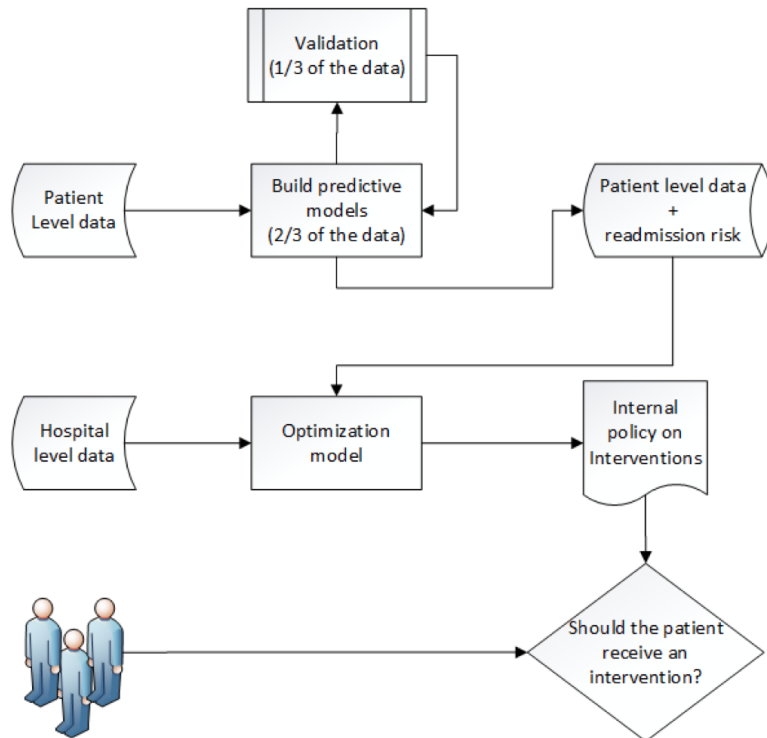 Validation
(1/3 of the data)
Patient
Level data
Build predictive
models
(2/3 of the data)
Patient level data
+
readmission risk
Hospital
level data
Optimization
model
Internal
policy on
Interventions
Should the patient
receive an
intervention?